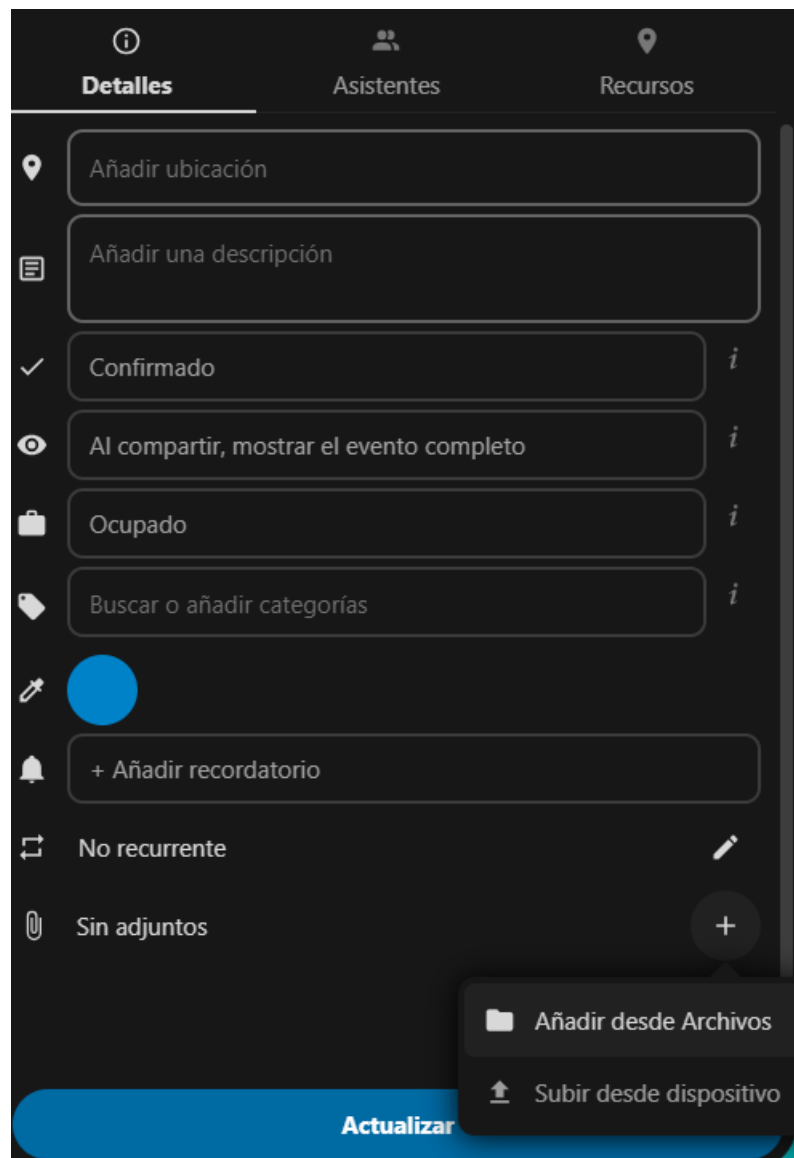 Detalles
Asistentes
Recursos
Añadir ubicación
Añadir una descripción
Confirmado
i
Al compartir, mostrar el evento completo
i
Ocupado
i
Buscar o añadir categorías
i
+ Añadir recordatorio
No recurrente
Sin adjuntos
+
Añadir desde Archivos
Subir desde dispositivo
Actualizar